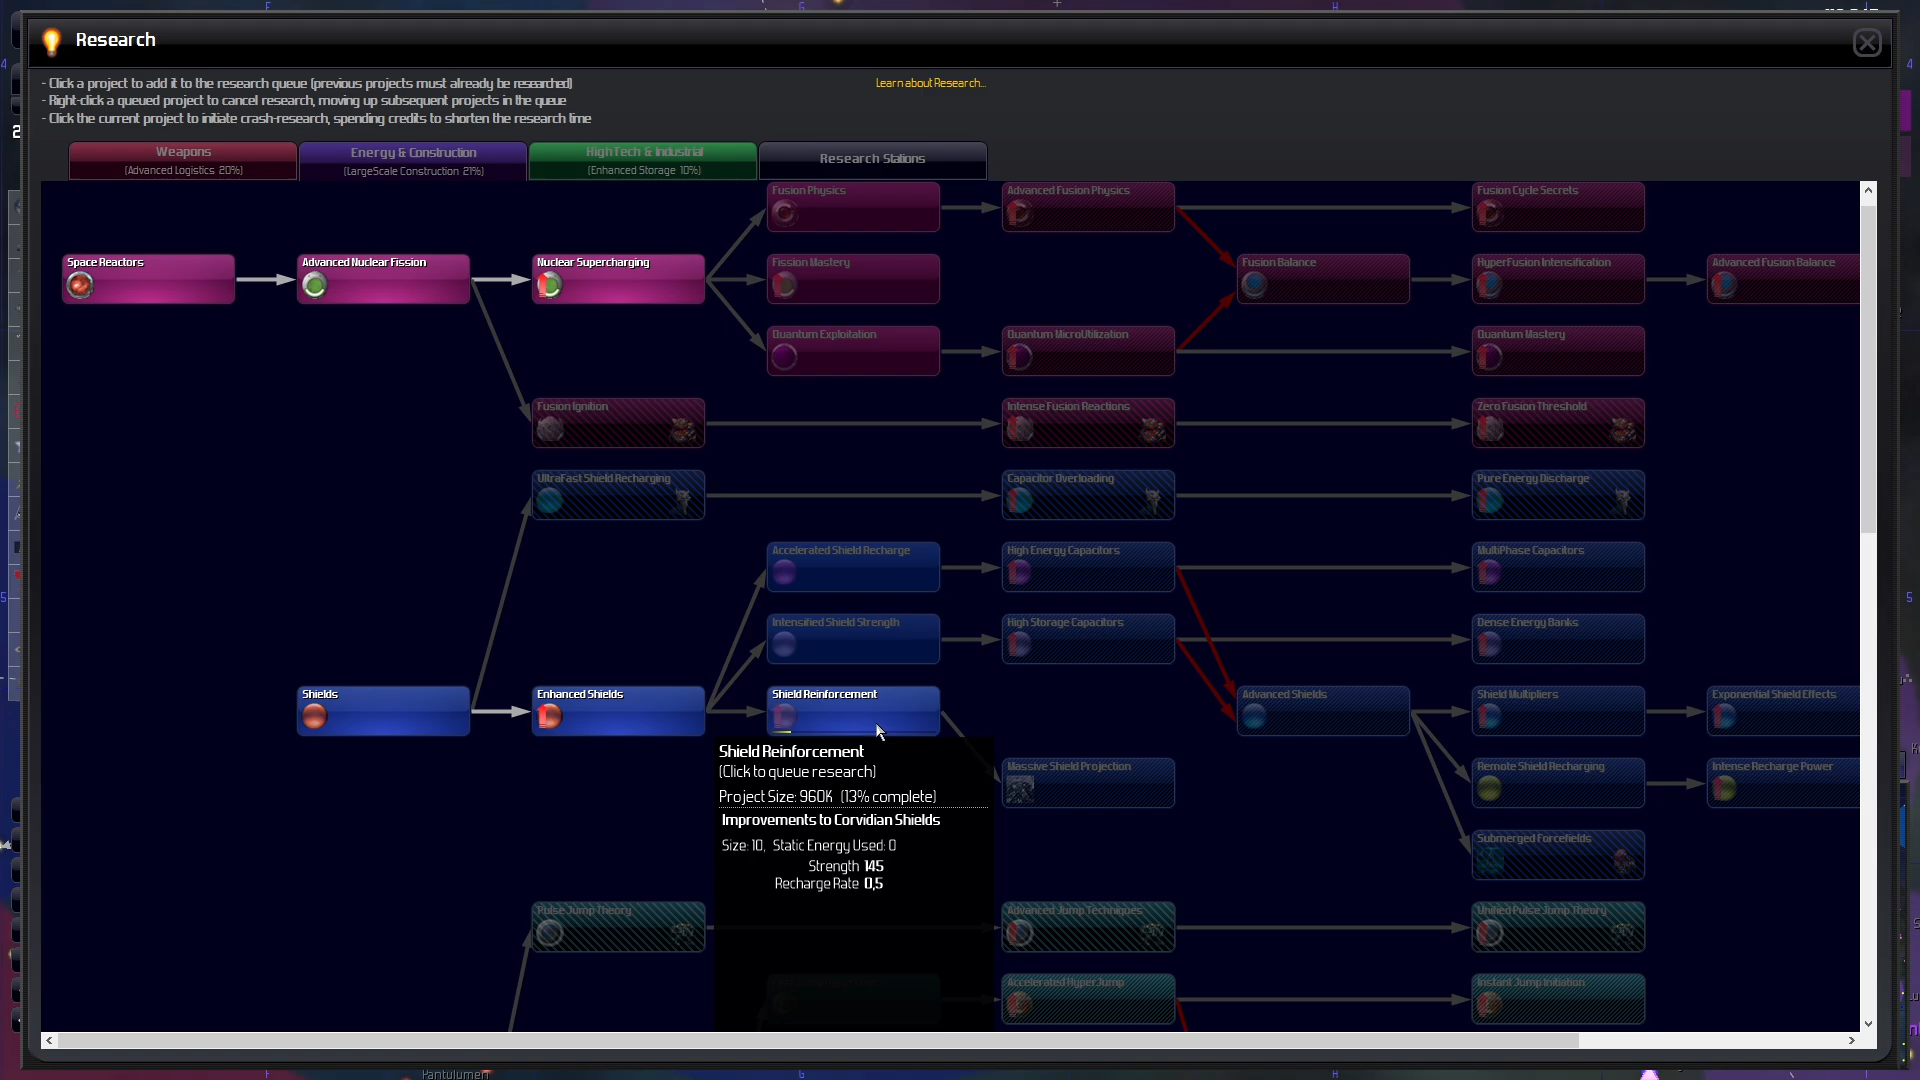 Research
- Click a project to add it to the research queue (previous projects must already be researched)
- Right-click a queued project to cancel research, moving up subsequent projects in the queue
- Click the current project to initiate crash-research, spending credits to shorten the research time
Learn about Research...
Weapons
(Advanced Logistics 20%)
Energy & Construction
(LargeScale Construction 21%)
HighTech & Industrial
(Enhanced Storage 10%)
Research Stations
Fusion Physics
Advanced Fusion Physics
Fusion Cycle Secrets
Space Reactors
Advanced Nuclear Fission
Nuclear Supercharging
Fission Mastery
Fusion Balance
HyperFusion Intensification
Advanced Fusion Balance
Quantum Exploitation
Quantum MicroUtilization
Quantum Mastery
Fusion Ignition
Intense Fusion Reactions
Zero Fusion Threshold
UltraFast Shield Recharging
Capacitor Overloading
Pure Energy Discharge
Accelerated Shield Recharge
High Energy Capacitors
MultiPhase Capacitors
Intensified Shield Strength
High Storage Capacitors
Dense Energy Banks
Shields
Enhanced Shields
Shield Reinforcement
Advanced Shields
Shield Multipliers
Exponential Shield Effects
Massive Shield Projection
Remote Shield Recharging
Intense Recharge Power
Submerged Forcefields
Shield Reinforcement
(Click to queue research)
Project Size: 960K (13% complete)
Improvements to Corvidian Shields
Size: 10, Static Energy Used: 0
Strength 145
Recharge Rate 0,5
Pulse Jump Theory
Advanced Jump Techniques
Unified Pulse Jump Theory
Accelerated HyperJump
Instant Jump Initiation
Pantulumen